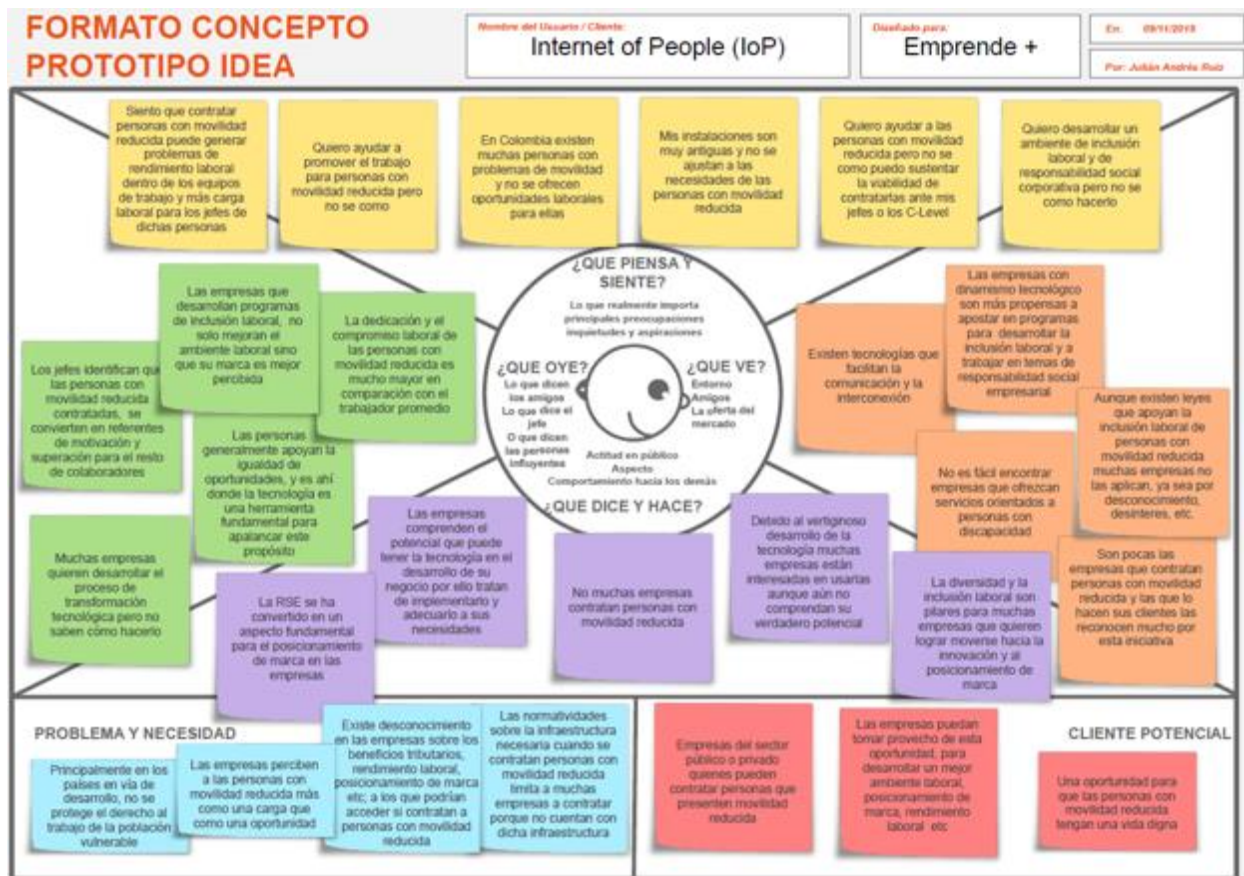 FORMATO CONCEPTO
PROTOTIPO IDEA
Nombre del Usuario / Cliente:
Internet of People (IoP)
Diseñado para:
Emprende +
En: 09/11/2019
Por: Julián Andrés Ruiz
Siento que contratar
personas con movilidad
reducida puede generar
problemas de
rendimiento laboral
dentro de los equipos
de trabajo y más carga
laboral para los jefes de
dichas personas
Quiero ayudar a
promover el trabajo
para personas con
movilidad reducida pero
no se como
En Colombia existen
muchas personas con
problemas de movilidad
y no se ofrecen
oportunidades laborales
para ellas
Mis instalaciones son
muy antiguas y no se
ajustan a las
necesidades de las
personas con movilidad
reducida
Quiero ayudar a las
personas con movilidad
reducida pero no se
como puedo sustentar
la viabilidad de
contratarlas ante mis
jefes o los C-Level
Quiero desarrollar un
ambiente de inclusión
laboral y de
responsabilidad social
corporativa pero no se
como hacerlo
¿QUE PIENSA Y
SIENTE?
Lo que realmente importa
principales preocupaciones
inquietudes y aspiraciones
¿QUE OYE?
Lo que dicen
los amigos
Lo que dice el
jefe
O que dicen
las personas
influyentes
¿QUE VE?
Entorno
Amigos
La oferta del
mercado
Actitud en público
Aspecto
Comportamiento hacia los demás
¿QUE DICE Y HACE?
Las empresas que
desarrollan programas
de inclusión laboral, no
solo mejoran el
ambiente laboral sino
que su marca es mejor
percibida
La dedicación y el
compromiso laboral de
las personas con
movilidad reducida es
mucho mayor en
comparación con el
trabajador promedio
Los jefes identifican que
las personas con
movilidad reducida
contratadas, se
convierten en referentes
de motivación y
superación para el resto
de colaboradores
Las personas
generalmente apoyan la
igualdad de
oportunidades, y es ahí
donde la tecnología es
una herramienta
fundamental para
apalancar este
propósito
Muchas empresas
quieren desarrollar el
proceso de
transformación
tecnológica pero no
saben cómo hacerlo
Existen tecnologías que
facilitan la
comunicación y la
interconexión
Las empresas con
dinamismo tecnológico
son más propensas a
apostar en programas
para desarrollar la
inclusión laboral y a
trabajar en temas de
responsabilidad social
empresarial
Aunque existen leyes
que apoyan la
inclusión laboral de
personas con
movilidad reducida
muchas empresas no
las aplican, ya sea por
desconocimiento,
desinteres, etc.
No es fácil encontrar
empresas que ofrezcan
servicios orientados a
personas con
discapacidad
Son pocas las
empresas que contratan
personas con movilidad
reducida y las que lo
hacen sus clientes las
reconocen mucho por
esta iniciativa
La RSE se ha
convertido en un
aspecto fundamental
para el posicionamiento
de marca en las
empresas
Las empresas
comprenden el
potencial que puede
tener la tecnología en el
desarrollo de su
negocio por ello tratan
de implementarlo y
adecuarlo a sus
necesidades
No muchas empresas
contratan personas con
movilidad reducida
Debido al vertiginoso
desarrollo de la
tecnología muchas
empresas están
interesadas en usarlas
aunque aún no
comprendan su
verdadero potencial
La diversidad y la
inclusión laboral son
pilares para muchas
empresas que quieren
lograr moverse hacia la
innovación y al
posicionamiento de
marca
PROBLEMA Y NECESIDAD
Principalmente en los
países en vía de
desarrollo, no se
protege el derecho al
trabajo de la población
vulnerable
Las empresas perciben
a las personas con
movilidad reducida más
como una carga que
como una oportunidad
Existe desconocimiento
en las empresas sobre los
beneficios tributarios,
rendimiento laboral,
posicionamiento de marca
etc; a los que podrían
acceder si contratan a
personas con movilidad
reducida
Las normatividades
sobre la infraestructura
necesaria cuando se
contratan personas con
movilidad reducida
limita a muchas
empresas a contratar
porque no cuentan con
dicha infraestructura
CLIENTE POTENCIAL
Empresas del sector
público o privado
quienes pueden
contratar personas que
presenten movilidad
reducida
Las empresas puedan
tomar provecho de esta
oportunidad, para
desarrollar un mejor
ambiente laboral,
posicionamiento de
marca, rendimiento
laboral etc
Una oportunidad para
que las personas con
movilidad reducida
tengan una vida digna